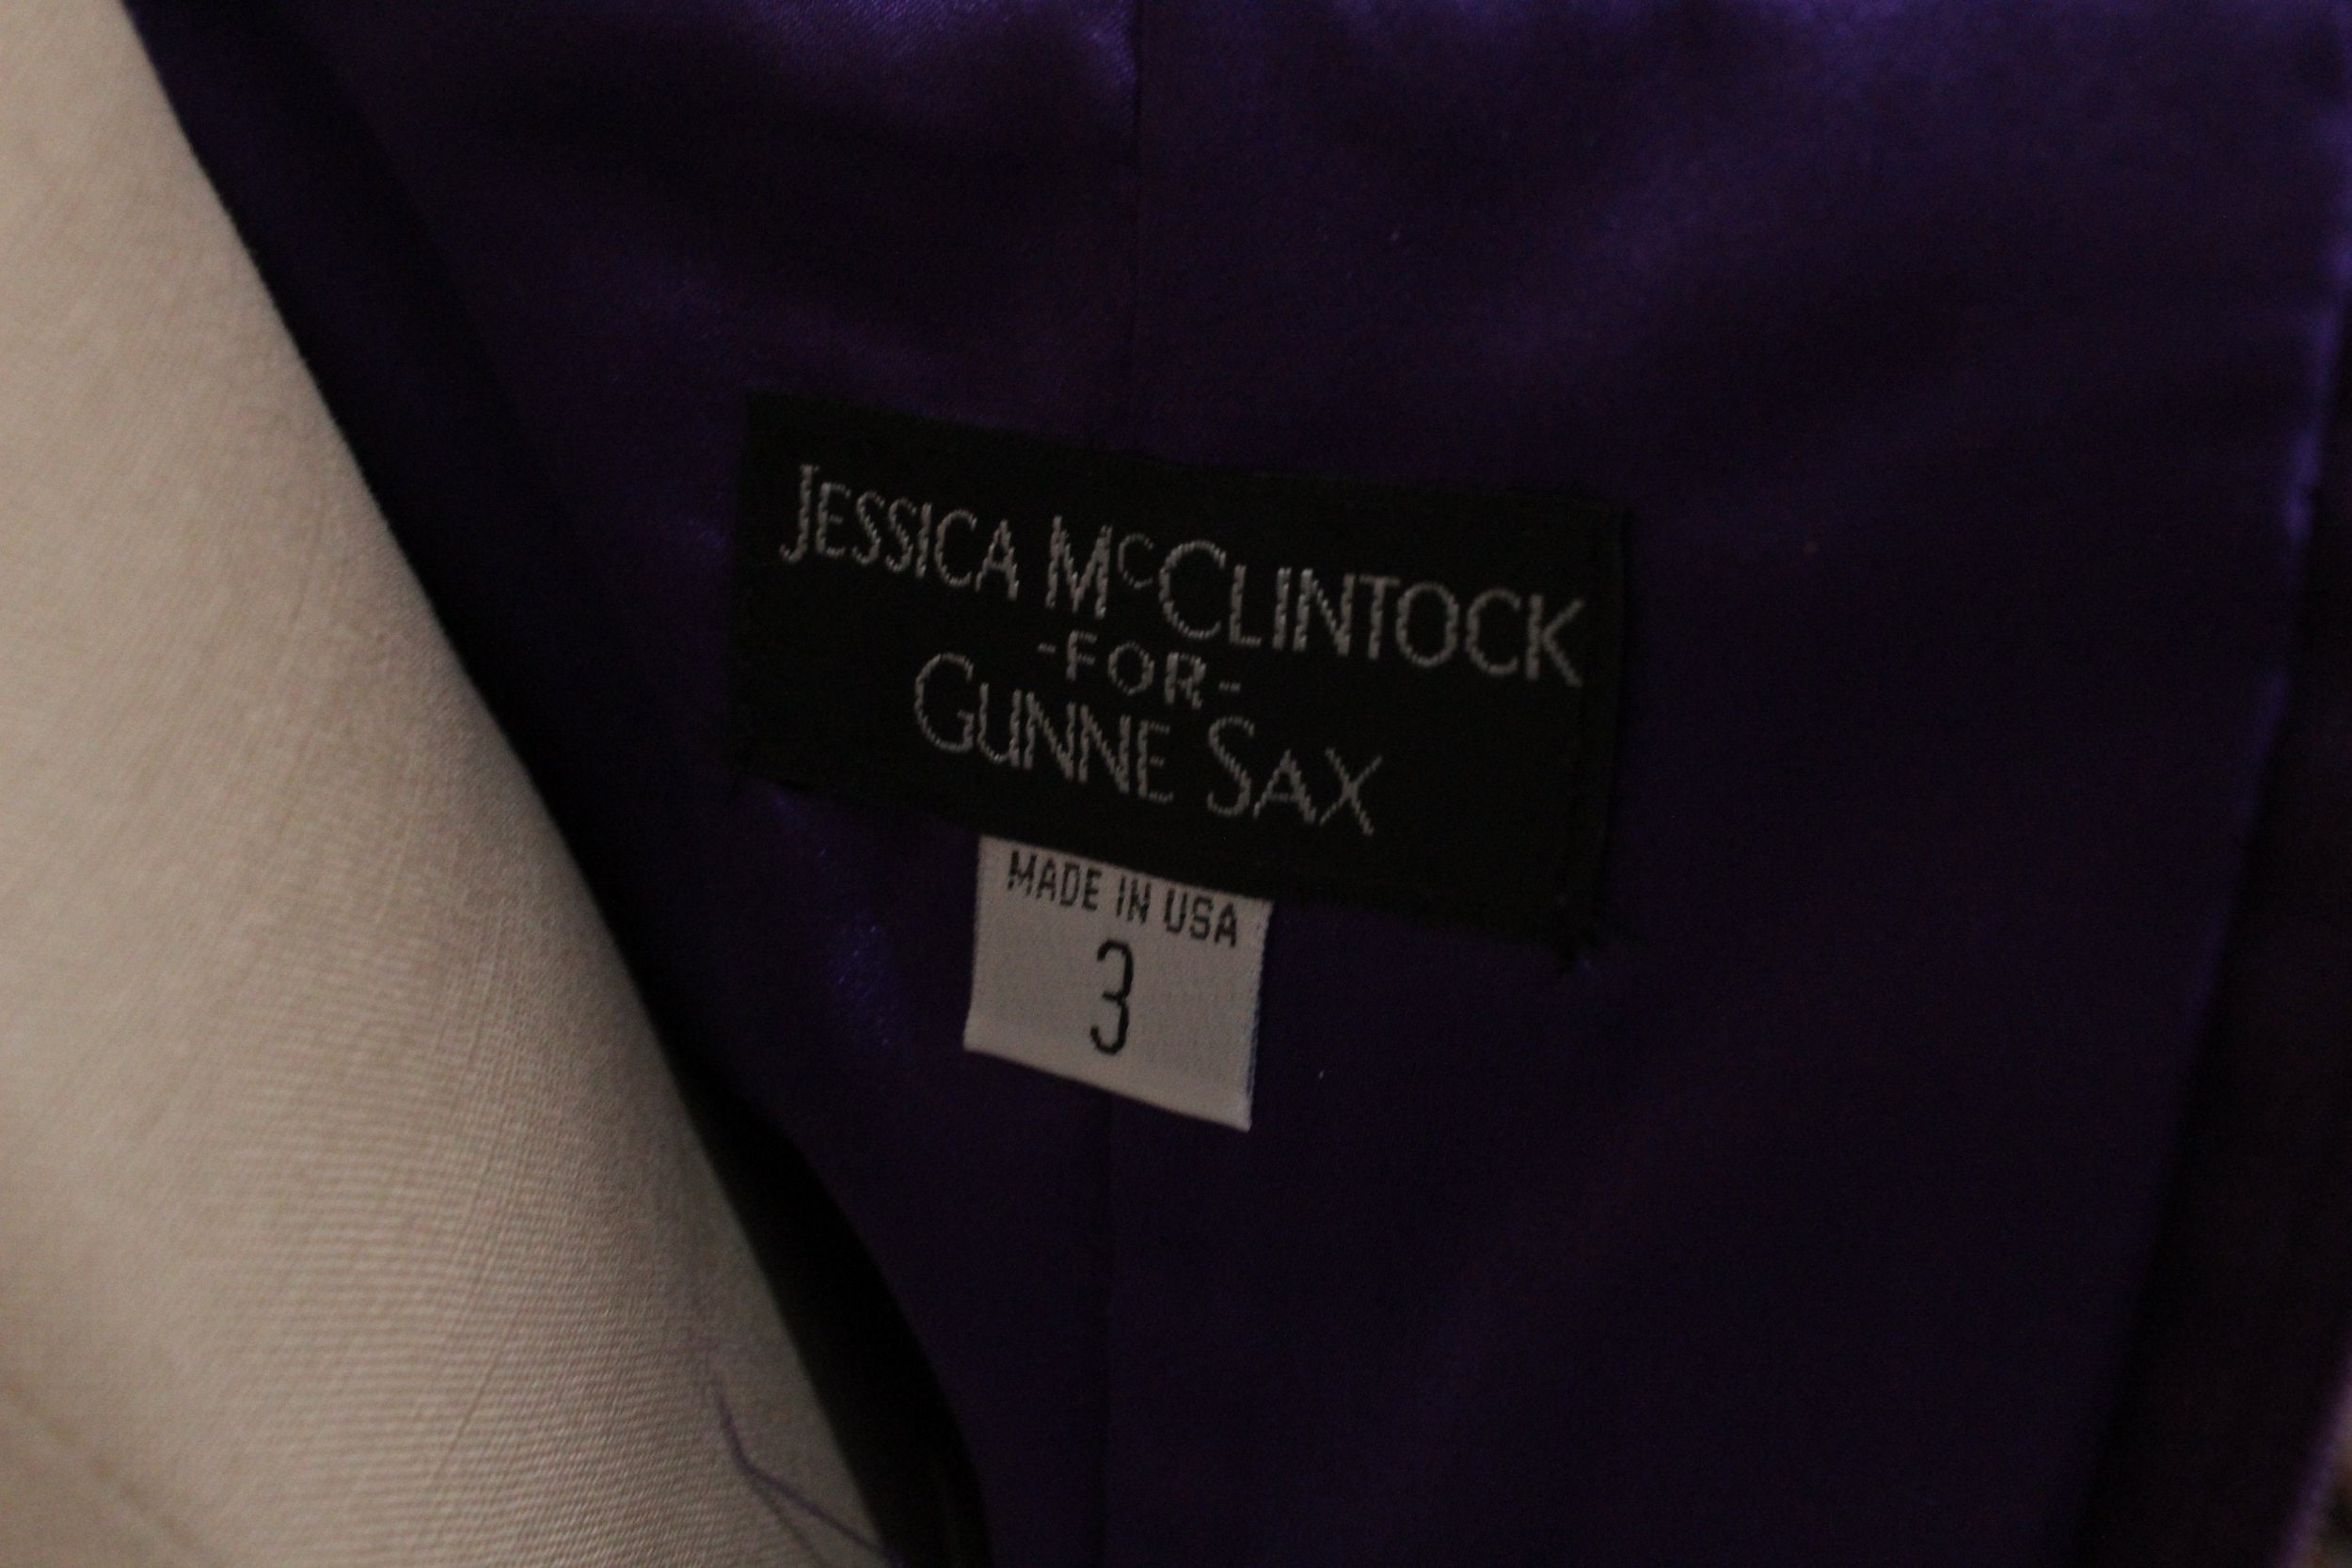 JESSICA McCLINTOCK
-FOR-
GUNNE SAX
MADE IN USA
3